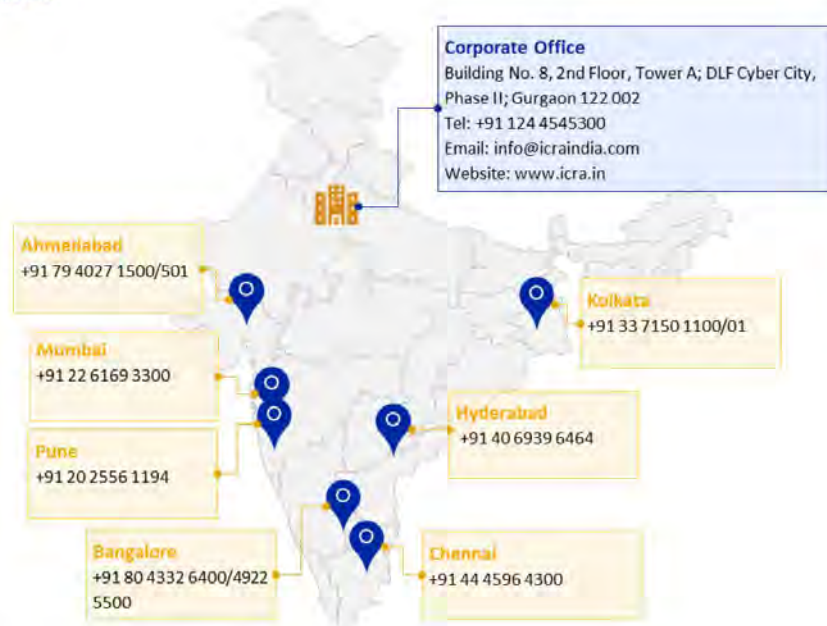 Corporate Office
Building No. 8, 2nd Floor, Tower A; DLF Cyber City,
Phase II; Gurgaon 122 002
Tel: +91 124 4545300
Email: info@icraindia.com
Website: www.icra.in
Ahmedabad
+91 79 4027 1500/501
Kolkata
+91 33 7150 1100/01
Mumbai
+91 22 6169 3300
Hyderabad
+91 40 6939 6464
Pune
+91 20 2556 1194
Bangalore
+91 80 4332 6400/4922
5500
Chennai
+91 44 4596 4300